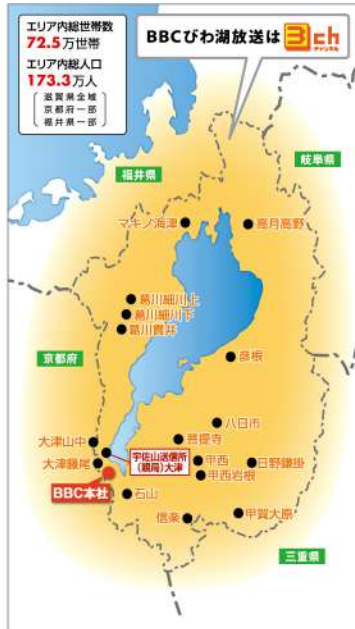 エリア内総世帯数
72.5万世帯
エリア内総人口
173.3万人
滋賀県全域
京都府一部
福井県一部
BBCびわ湖放送は 3ch
チャンネル
福井県
岐阜県
マキノ海津
高月高野
葛川細川上
葛川細川下
葛川貫井
京都府
彦根
八日市
大津山中
菩提寺
宇佐山送信所
(親局)大津
大津藤尾
甲西
日野鎌掛
甲西岩根
BBC本社
石山
信楽
甲賀大原
三重県